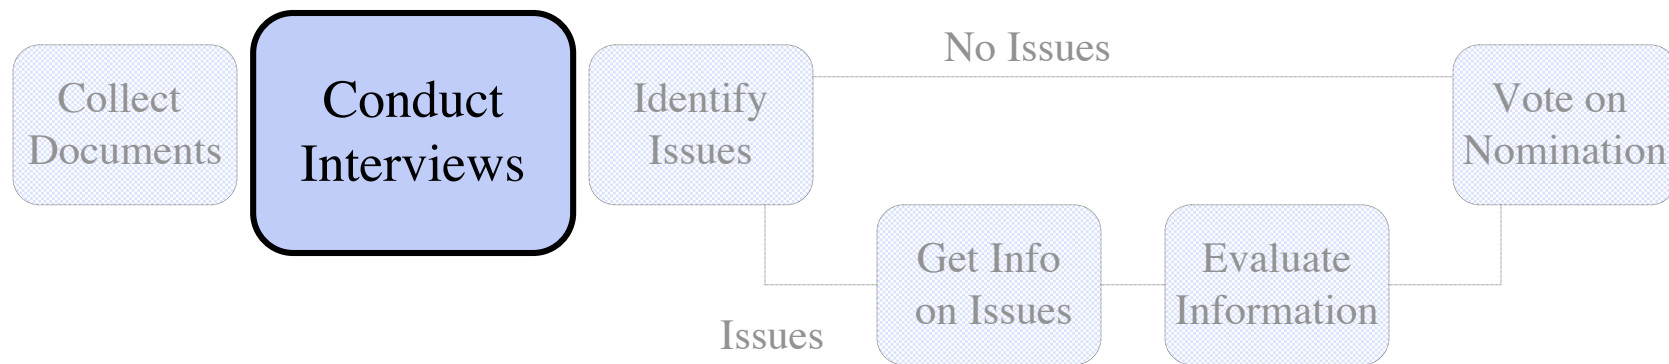 Collect
Documents
Conduct
Interviews
Identify
Issues
No Issues
Vote on
Nomination
Issues
Get Info
on Issues
Evaluate
Information